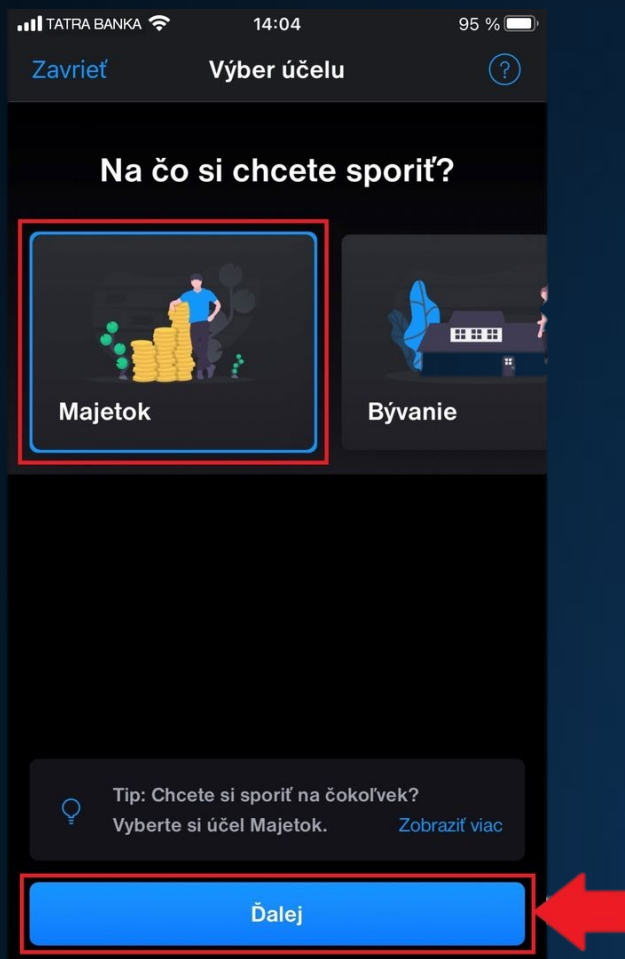 TATRA BANKA 14:04 95 %
Zavrieť Výber účelu ?
Na čo si chcete sporiť?
Majetok Bývanie
Tip: Chcete si sporiť na čokoľvek?
Vyberte si účel Majetok. Zobraziť viac
Ďalej